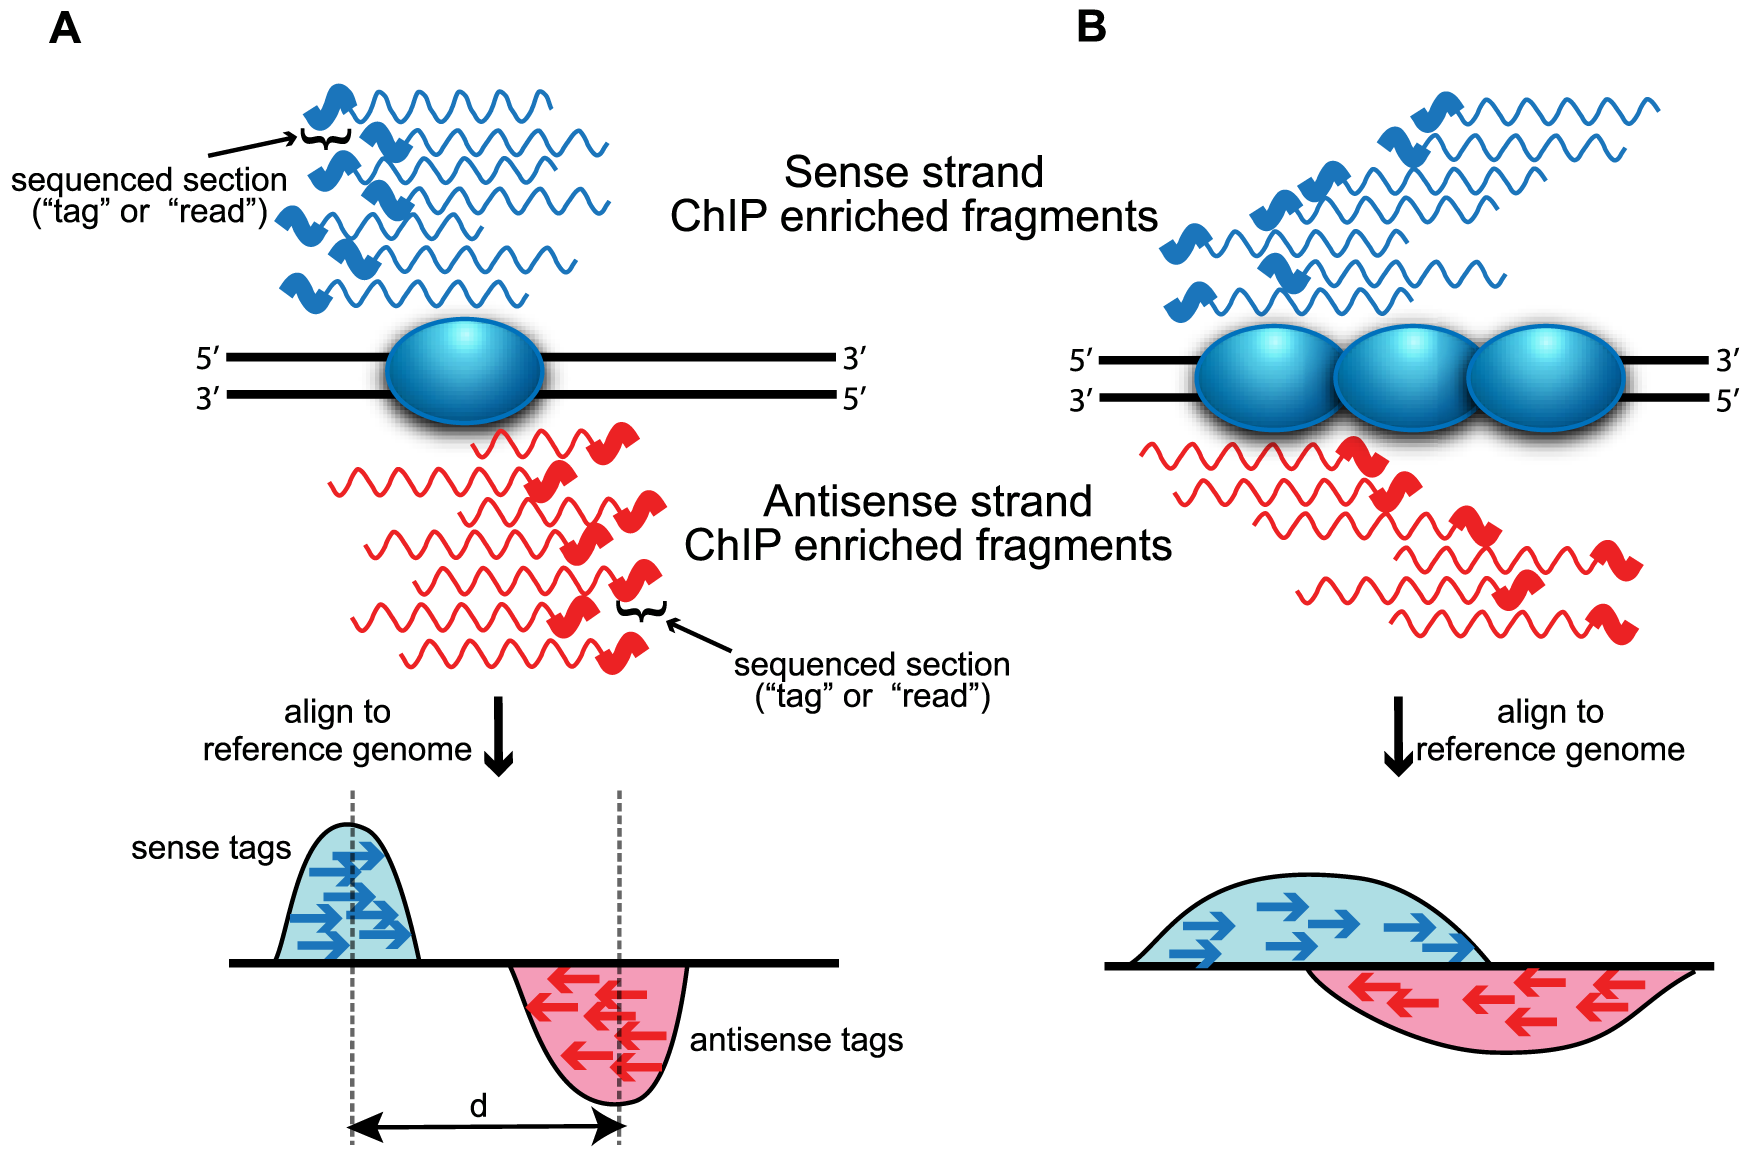 A
B
sequenced section
(“tag” or “read”)
Sense strand
ChIP enriched fragments
5′ 3′
3′ 5′
5′ 3′
3′ 5′
Antisense strand
ChIP enriched fragments
sequenced section
(“tag” or “read”)
align to
reference genome
align to
reference genome
sense tags
antisense tags
d